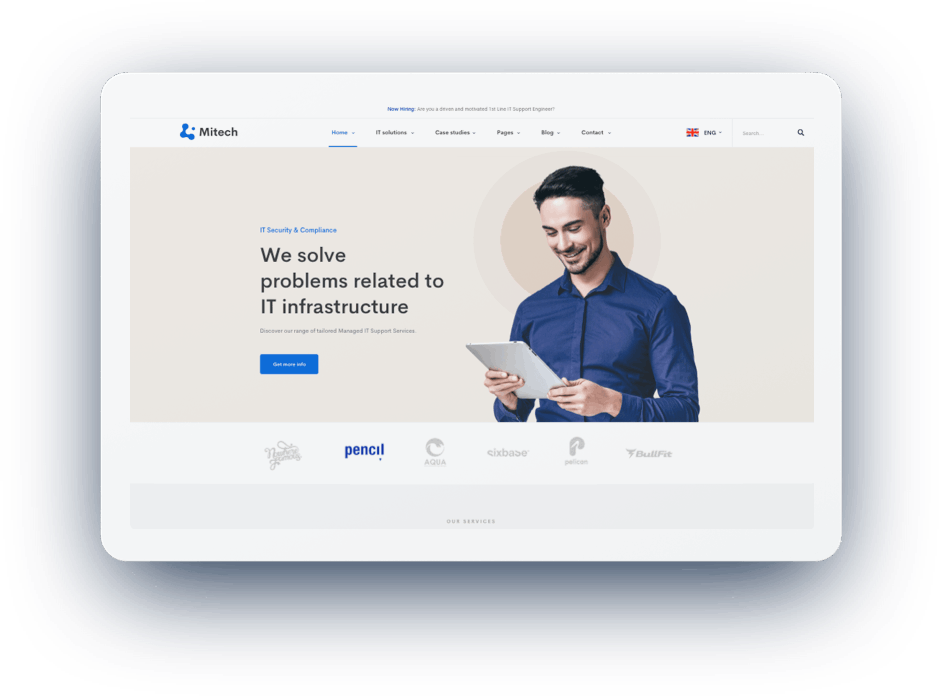 Now Hiring: Are you a driven and motivated 1st Line IT Support Engineer?
Mitech
Home
IT solutions
Case studies
Pages
Blog
Contact
ENG
Search...
IT Security & Compliance
We solve
problems related to
IT infrastructure
Discover our range of tailored Managed IT Support Services.
Get more info
pencil
AQUA
sixbase
pelicon
BullFit
OUR SERVICES